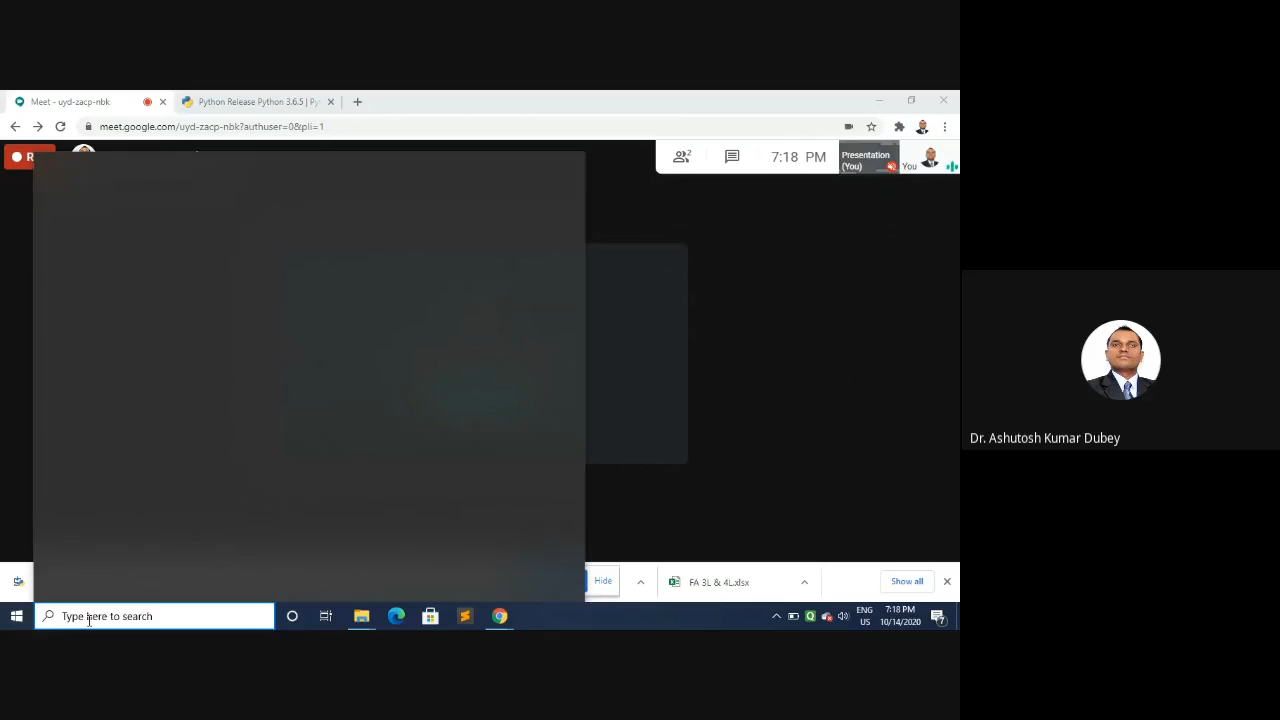 Meet - uyd-zacp-nbk
Python Release Python 3.6.5 | Py
meet.google.com/uyd-zacp-nbk?authuser=0&pli=1
R
7:18 PM
Presentation
(You)
You
2
Dr. Ashutosh Kumar Dubey
Hide
FA 3L & 4L.xlsx
Show all
Type here to search
ENG
US
7:18 PM
10/14/2020
7